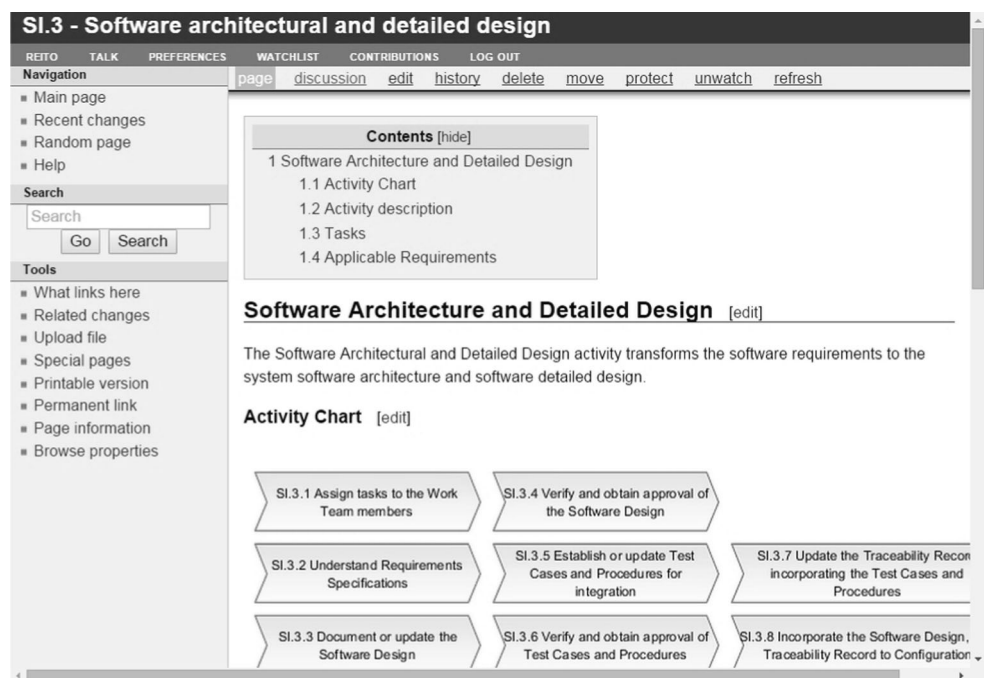 SI.3 - Software architectural and detailed design
REITO TALK PREFERENCES WATCHLIST CONTRIBUTIONS LOG OUT
Navigation
Main page
Recent changes
Random page
Help
Search
Search
Go Search
Tools
What links here
Related changes
Upload file
Special pages
Printable version
Permanent link
Page information
Browse properties
page discussion edit history delete move protect unwatch refresh
Contents [hide]
1 Software Architecture and Detailed Design
1.1 Activity Chart
1.2 Activity description
1.3 Tasks
1.4 Applicable Requirements
Software Architecture and Detailed Design [edit]
The Software Architectural and Detailed Design activity transforms the software requirements to the
system software architecture and software detailed design.
Activity Chart [edit]
SI.3.1 Assign tasks to the Work
Team members
SI.3.4 Verify and obtain approval of
the Software Design
SI.3.2 Understand Requirements
Specifications
SI.3.5 Establish or update Test
Cases and Procedures for
integration
SI.3.7 Update the Traceability Recor
incorporating the Test Cases and
Procedures
SI.3.3 Document or update the
Software Design
SI.3.6 Verify and obtain approval of
Test Cases and Procedures
SI.3.8 Incorporate the Software Design,
Traceability Record to Configuration